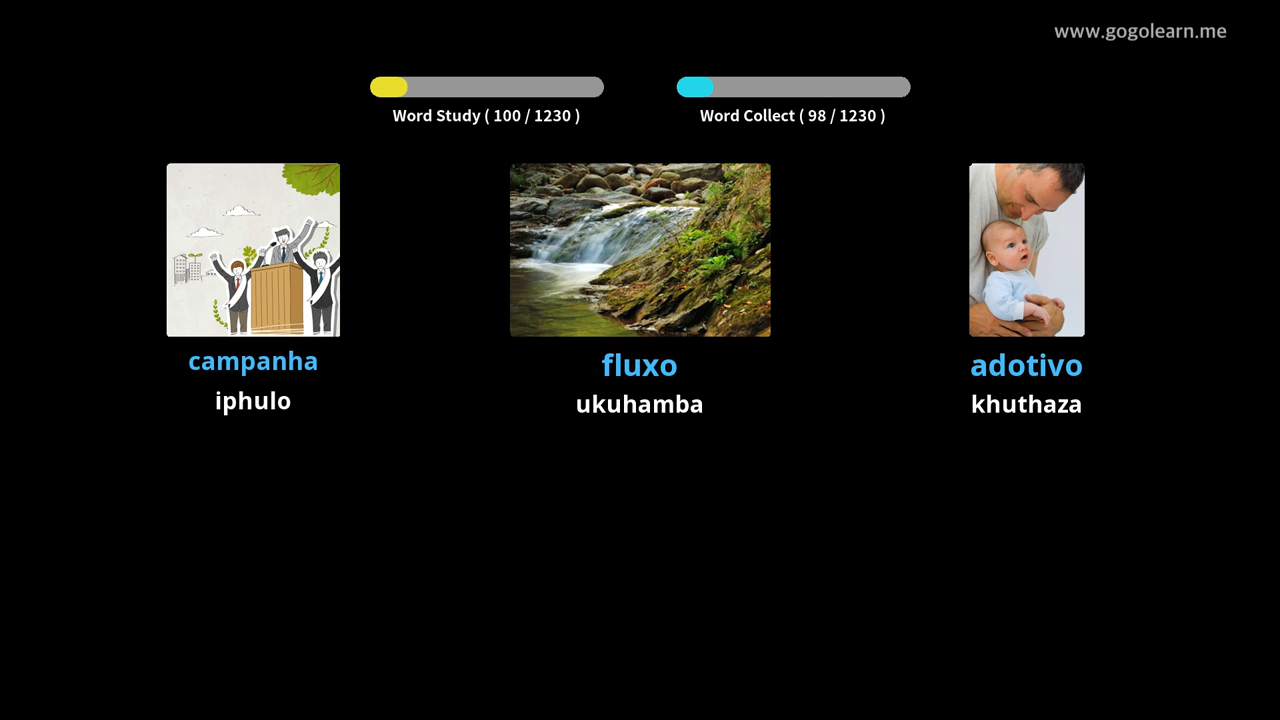 www.gogolearn.me
Word Study ( 100 / 1230 )
Word Collect ( 98 / 1230 )
campanha
iphulo
fluxo
ukuhamba
adotivo
khuthaza